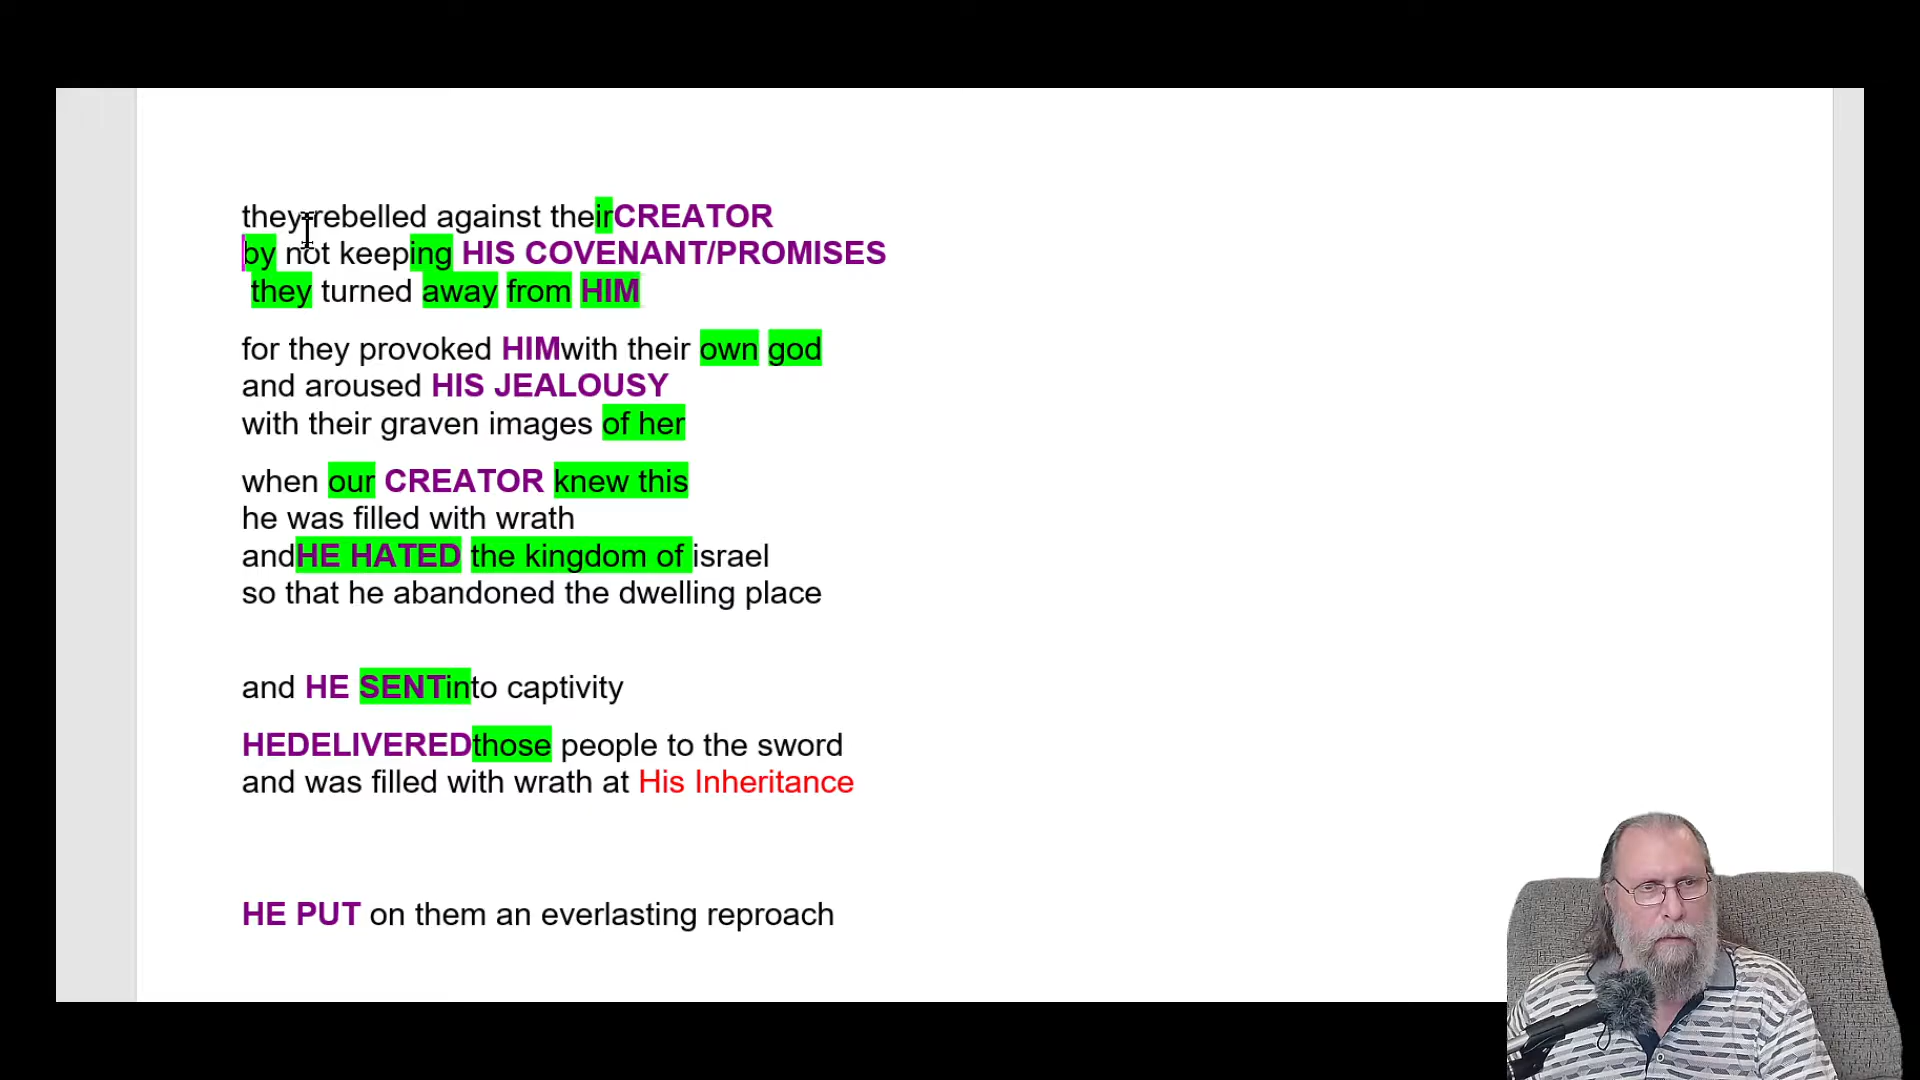 they rebelled against theirCREATOR
by not keeping HIS COVENANT/PROMISES
they turned away from HIM
for they provoked HIMwith their own god
and aroused HIS JEALOUSY
with their graven images of her
when our CREATOR knew this
he was filled with wrath
andHE HATED the kingdom of israel
so that he abandoned the dwelling place
and HE SENTinto captivity
HEDELIVEREDthose people to the sword
and was filled with wrath at His Inheritance
HE PUT on them an everlasting reproach